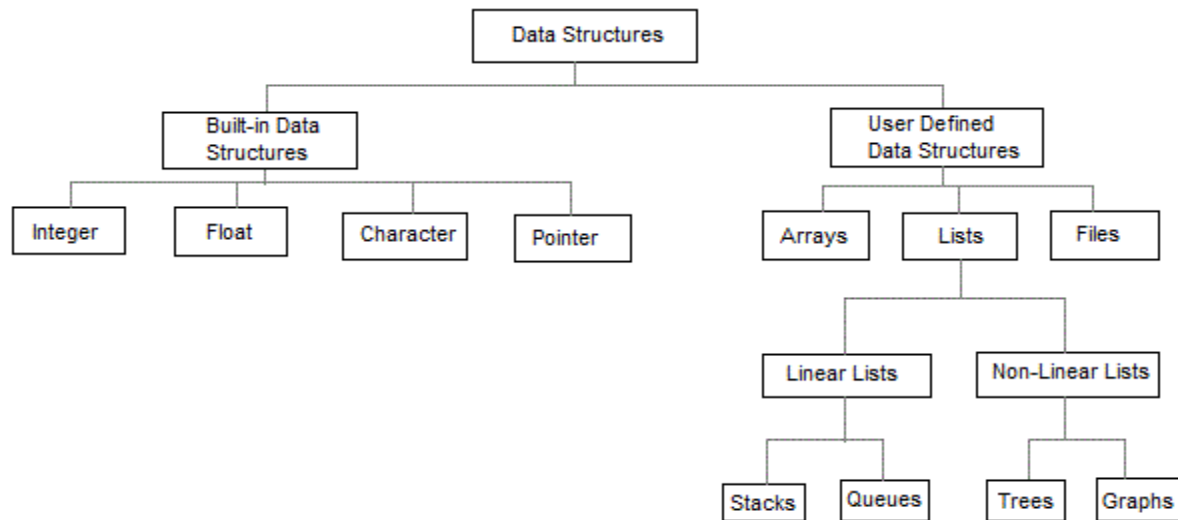 Data Structures
Built-in Data
Structures
User Defined
Data Structures
Integer
Float
Character
Pointer
Arrays
Lists
Files
Linear Lists
Non-Linear Lists
Stacks
Queues
Trees
Graphs